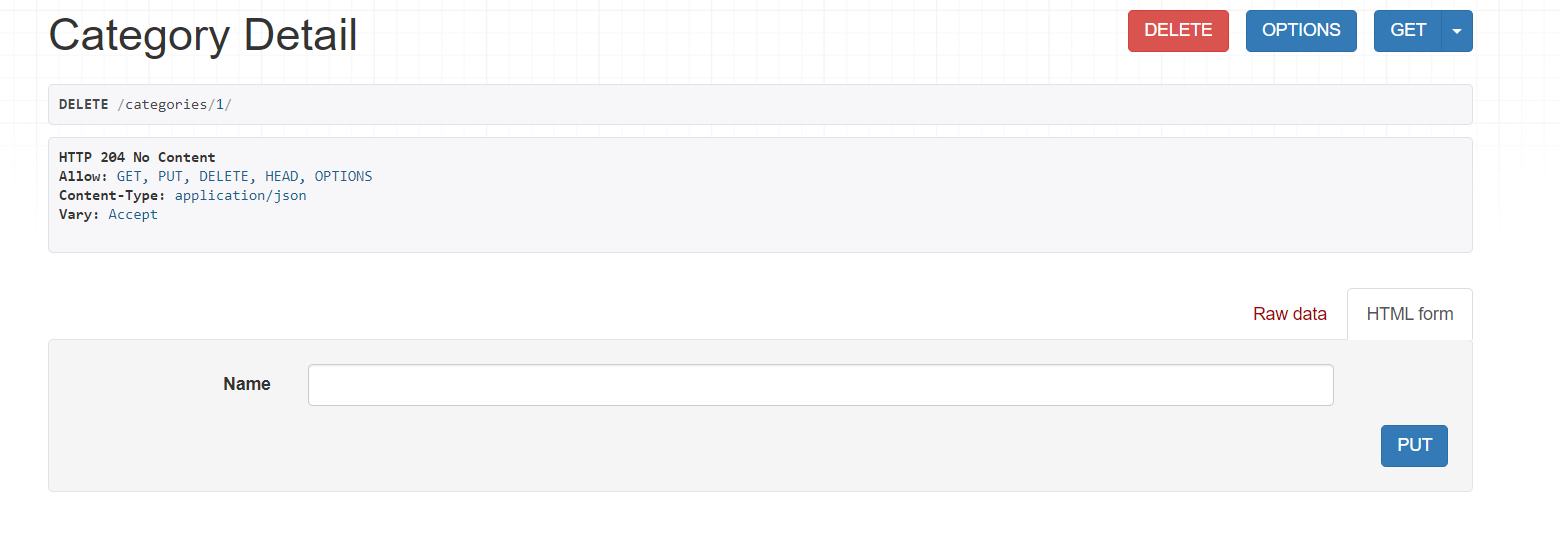 Category Detail
DELETE
OPTIONS
GET
DELETE /categories/1/
HTTP 204 No Content
Allow: GET, PUT, DELETE, HEAD, OPTIONS
Content-Type: application/json
Vary: Accept
Raw data
HTML form
Name
PUT